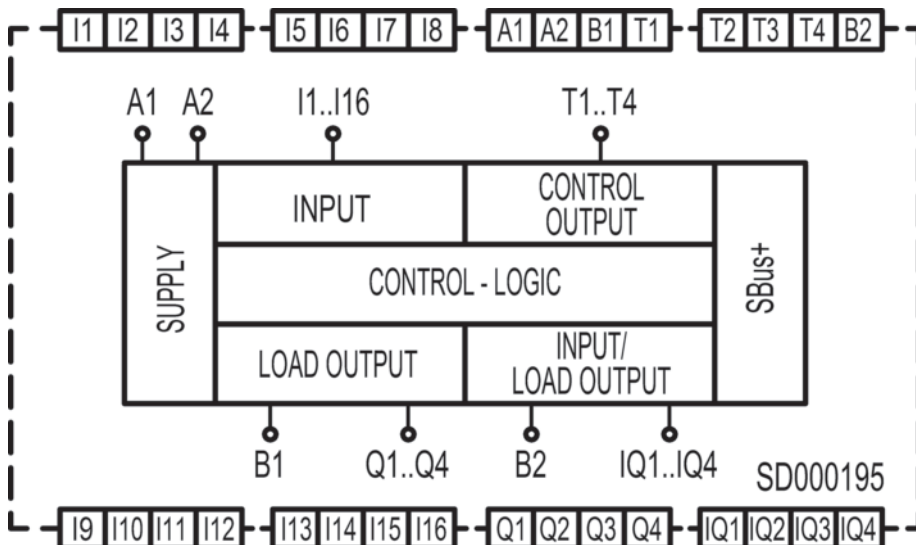 I1 I2 I3 I4 I5 I6 I7 I8 A1 A2 B1 T1 T2 T3 T4 B2
A1 A2 I1..I16 T1..T4
SUPPLY
INPUT
CONTROL
OUTPUT
CONTROL - LOGIC
SBus+
LOAD OUTPUT
INPUT/
LOAD OUTPUT
B1 Q1..Q4 B2 IQ1..IQ4
SD000195
I9 I10 I11 I12 I13 I14 I15 I16 Q1 Q2 Q3 Q4 IQ1 IQ2 IQ3 IQ4